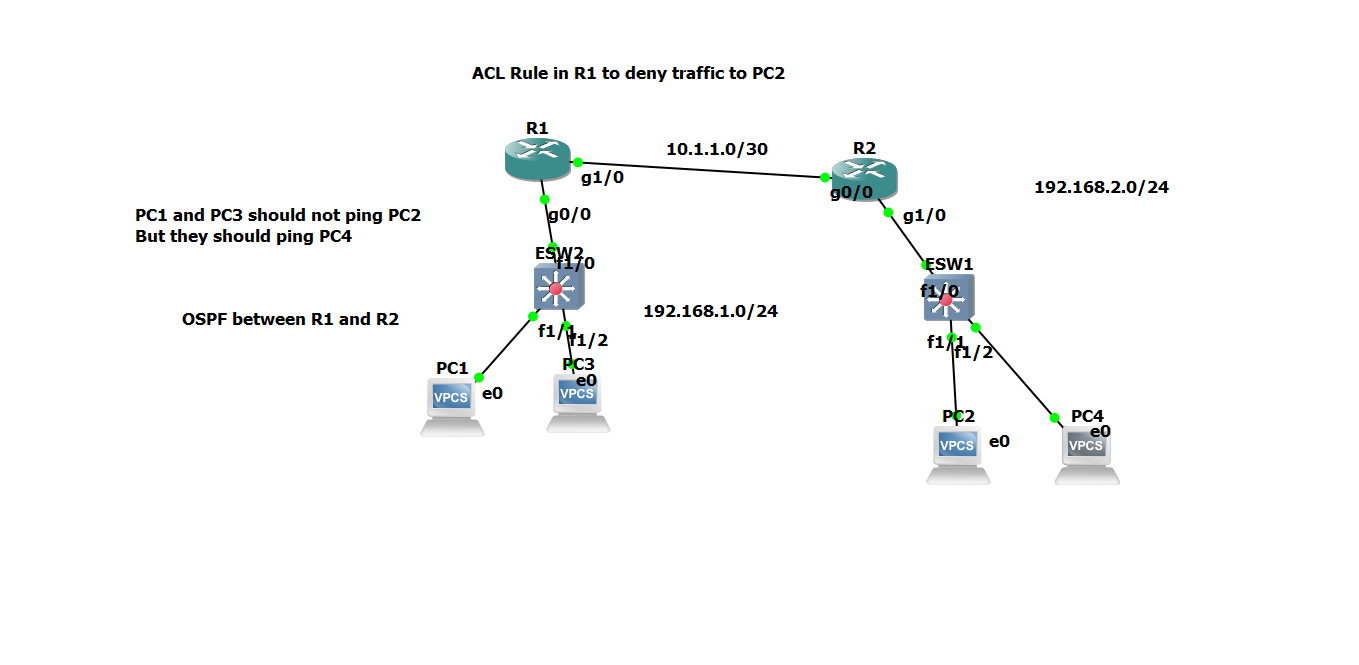 ACL Rule in R1 to deny traffic to PC2
R1
10.1.1.0/30
R2
g1/0
g0/0
192.168.2.0/24
PC1 and PC3 should not ping PC2
But they should ping PC4
g0/0
g1/0
ESW2
f1/0
ESW1
f1/0
OSPF between R1 and R2
192.168.1.0/24
f1/1
f1/2
f1/1
f1/2
PC1
VPCS
e0
PC3
e0
VPCS
PC2
VPCS
e0
PC4
e0
VPCS